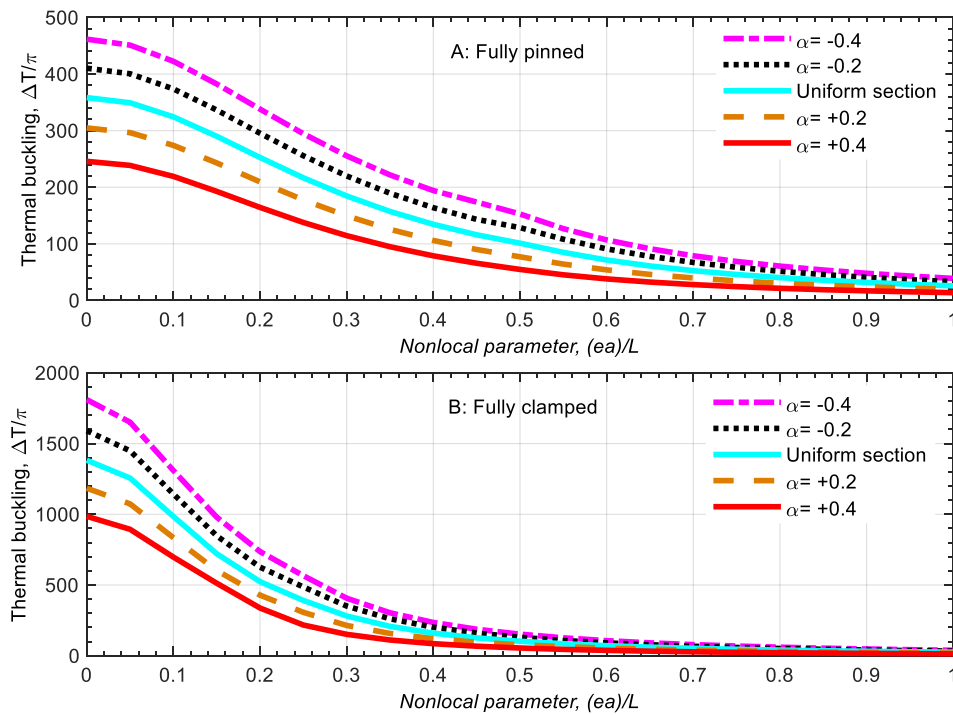 500
400
300
200
100
0
Thermal buckling, ΔT/π
A: Fully pinned
α= -0.4
α= -0.2
Uniform section
α= +0.2
α= +0.4
0 0.1 0.2 0.3 0.4 0.5 0.6 0.7 0.8 0.9 1
Nonlocal parameter, (ea)/L
2000
1500
1000
500
0
Thermal buckling, ΔT/π
B: Fully clamped
α= -0.4
α= -0.2
Uniform section
α= +0.2
α= +0.4
0 0.1 0.2 0.3 0.4 0.5 0.6 0.7 0.8 0.9 1
Nonlocal parameter, (ea)/L